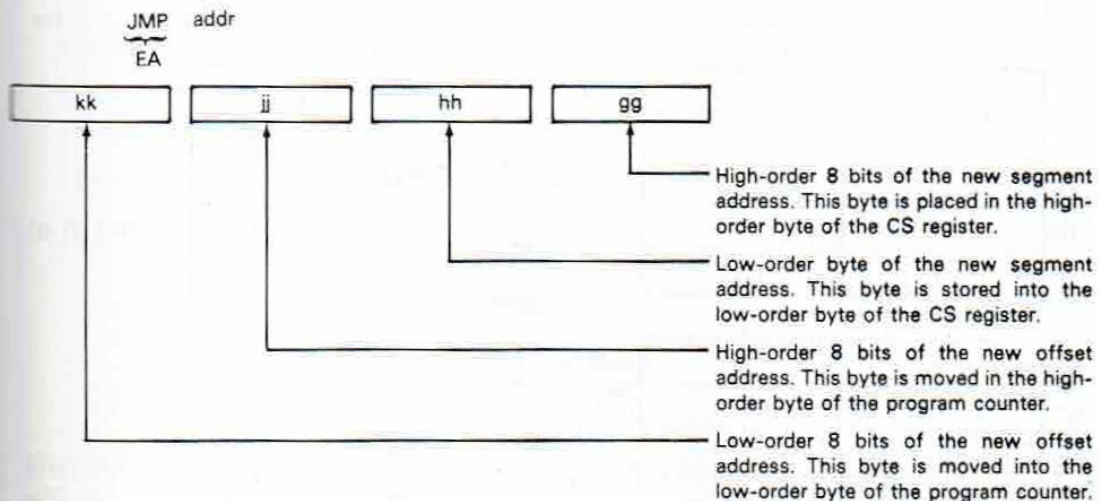 JMP addr
EA
kk jj hh gg
High-order 8 bits of the new segment
address. This byte is placed in the high-
order byte of the CS register.
Low-order byte of the new segment
address. This byte is stored into the
low-order byte of the CS register.
High-order 8 bits of the new offset
address. This byte is moved in the high-
order byte of the program counter.
Low-order 8 bits of the new offset
address. This byte is moved into the
low-order byte of the program counter.